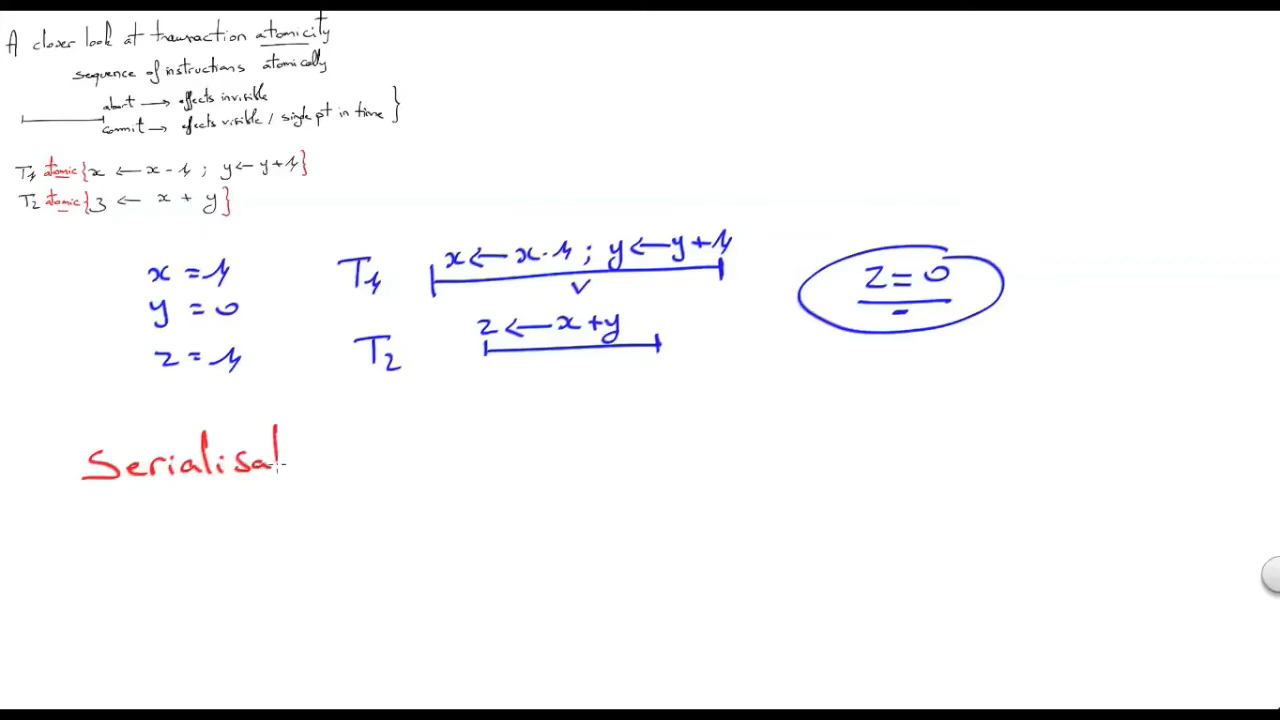 A closer look at transaction atomicity
sequence of instructions atomically
abort → effects invisible
commit → effects visible / single pt in time }
T1 atomic{x ← x - 1 ; y ← y + 1}
T2 atomic{z ← x + y}
x = 1
y = 0
z = 1
T1 x ← x - 1 ; y ← y + 1
T2 z ← x + y
z = 0
Serialisal